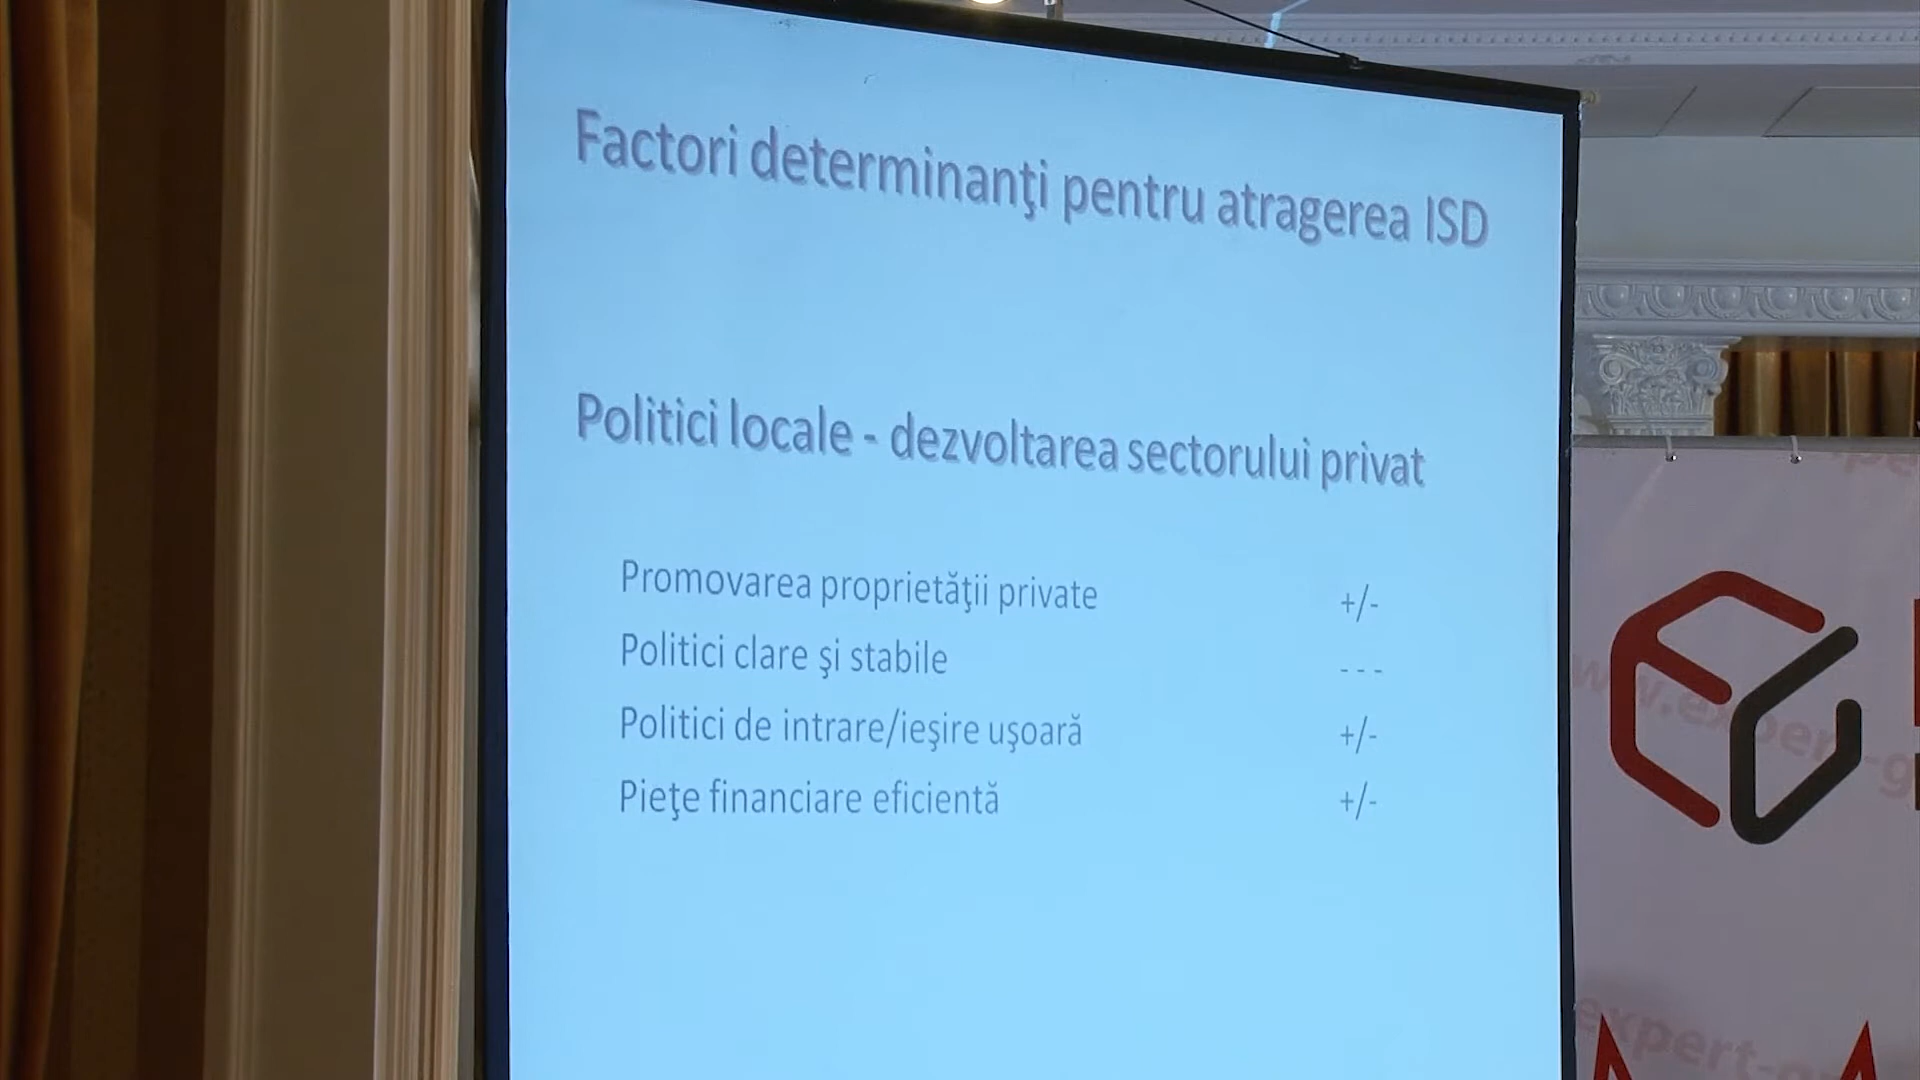 Factori determinanţi pentru atragerea ISD
Politici locale - dezvoltarea sectorului privat
Promovarea proprietăţii private +/-
Politici clare şi stabile - - -
Politici de intrare/ieşire uşoară +/-
Pieţe financiare eficientă +/-